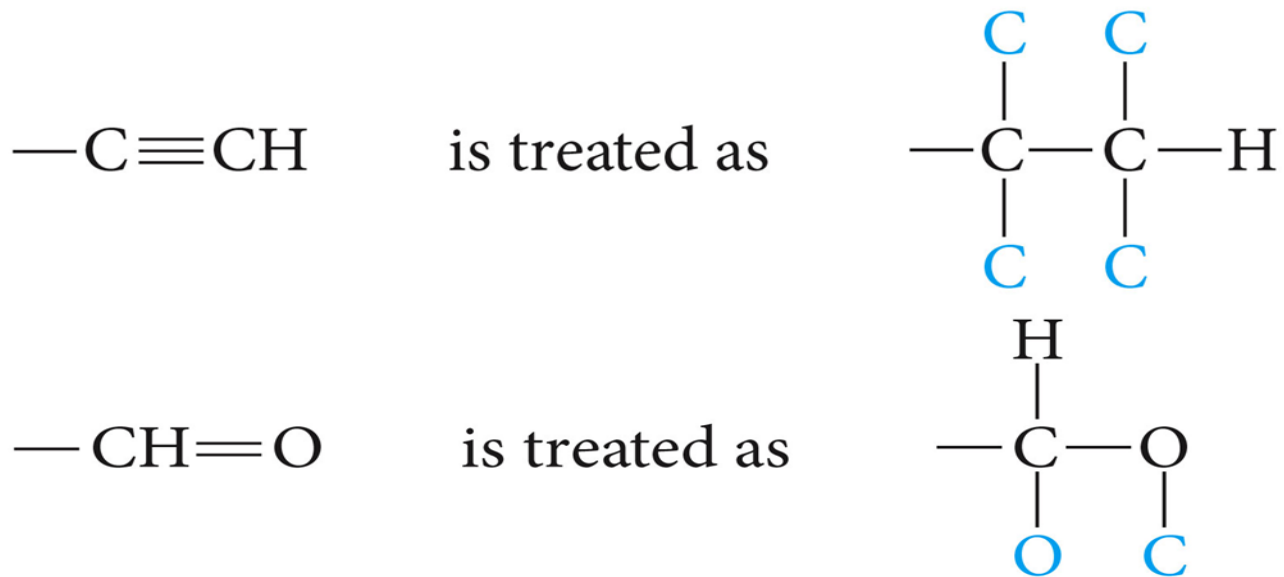 C C
—C≡CH is treated as —C—C—H
C C
H
—CH=O is treated as —C—O
O C